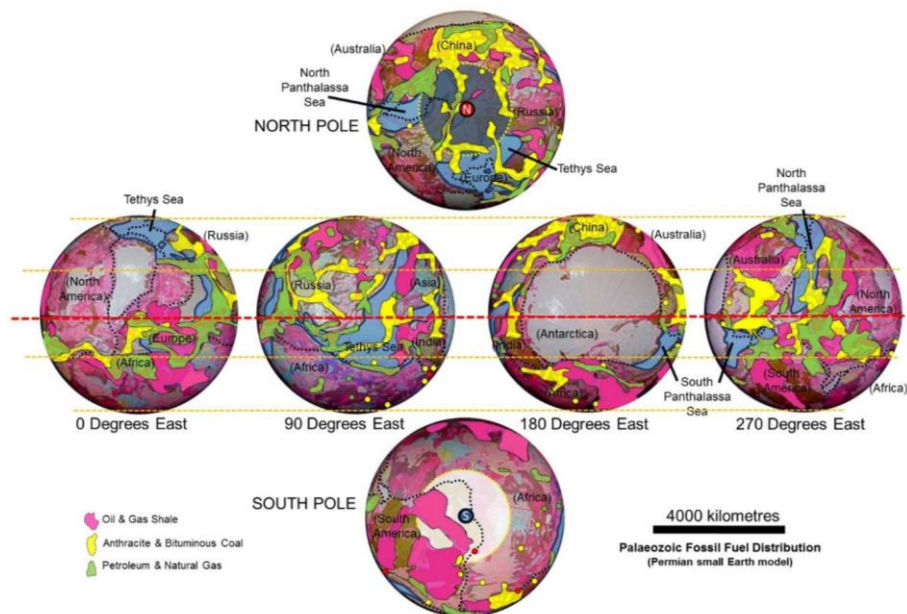 (Australia)
(China)
North
Panthalassa
Sea
N
NORTH POLE
(Russia)
(North
America)
(Europe)
Tethys Sea
North
Panthalassa
Sea
Tethys Sea
(Russia)
(North
America)
(Europe)
(Africa)
0 Degrees East
(Russia)
(Asia)
Tethys Sea
(India)
(Africa)
90 Degrees East
(China)
(Australia)
(Antarctica)
(India)
(Africa)
South
Panthalassa
Sea
180 Degrees East
(Australia)
(North
America)
(South
America)
(Africa)
270 Degrees East
SOUTH POLE
(South
America)
S
(Africa)
Oil & Gas Shale
Anthracite & Bituminous Coal
Petroleum & Natural Gas
4000 kilometres
Palaeozoic Fossil Fuel Distribution
(Permian small Earth model)